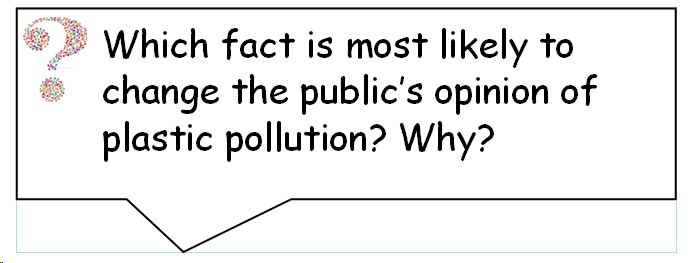 Which fact is most likely to
change the public's opinion of
plastic pollution? Why?